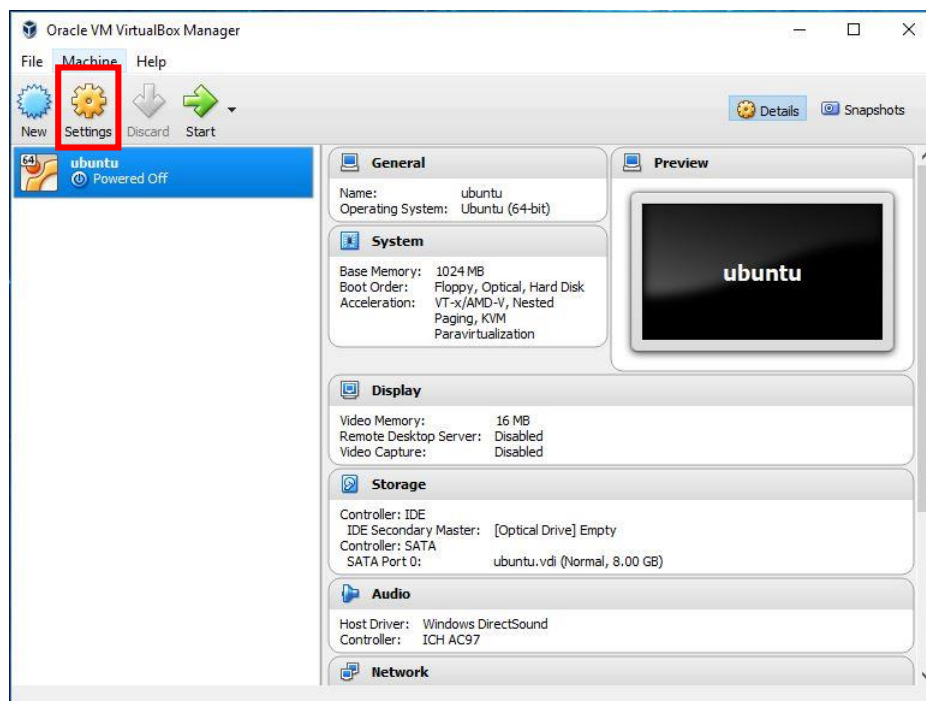 Oracle VM VirtualBox Manager
File Machine Help
New Settings Discard Start
Details Snapshots
64 ubuntu
Powered Off
General
Name: ubuntu
Operating System: Ubuntu (64-bit)
System
Base Memory: 1024 MB
Boot Order: Floppy, Optical, Hard Disk
Acceleration: VT-x/AMD-V, Nested
Paging, KVM
Paravirtualization
Preview
ubuntu
Display
Video Memory: 16 MB
Remote Desktop Server: Disabled
Video Capture: Disabled
Storage
Controller: IDE
IDE Secondary Master: [Optical Drive] Empty
Controller: SATA
SATA Port 0: ubuntu.vdi (Normal, 8.00 GB)
Audio
Host Driver: Windows DirectSound
Controller: ICH AC97
Network